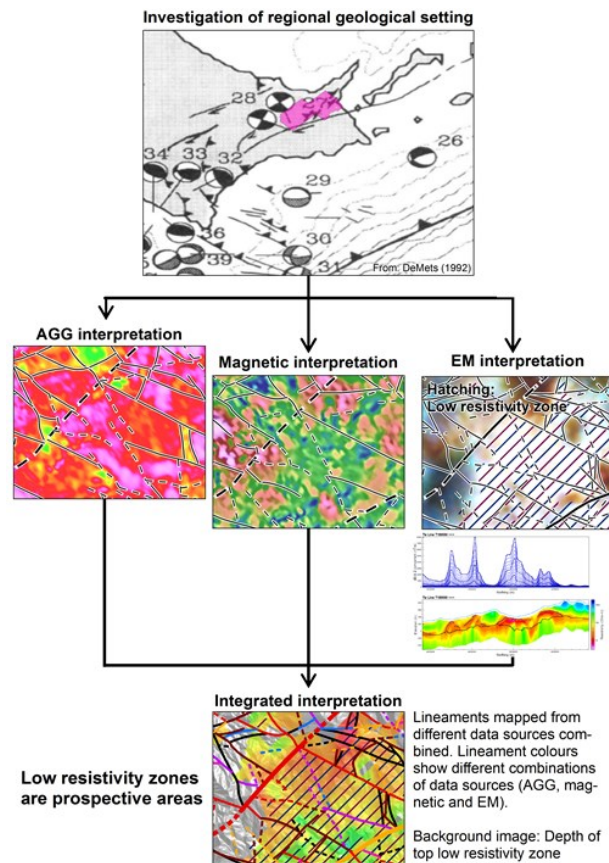 Investigation of regional geological setting
28
27
26
34
33
32
29
36
30
39
31
From: DeMets (1992)
AGG interpretation
Magnetic interpretation
EM interpretation
Hatching:
Low resistivity zone
Integrated interpretation
Low resistivity zones
are prospective areas
Lineaments mapped from
different data sources com-
bined. Lineament colours
show different combinations
of data sources (AGG, mag-
netic and EM).
Background image: Depth of
top low resistivity zone